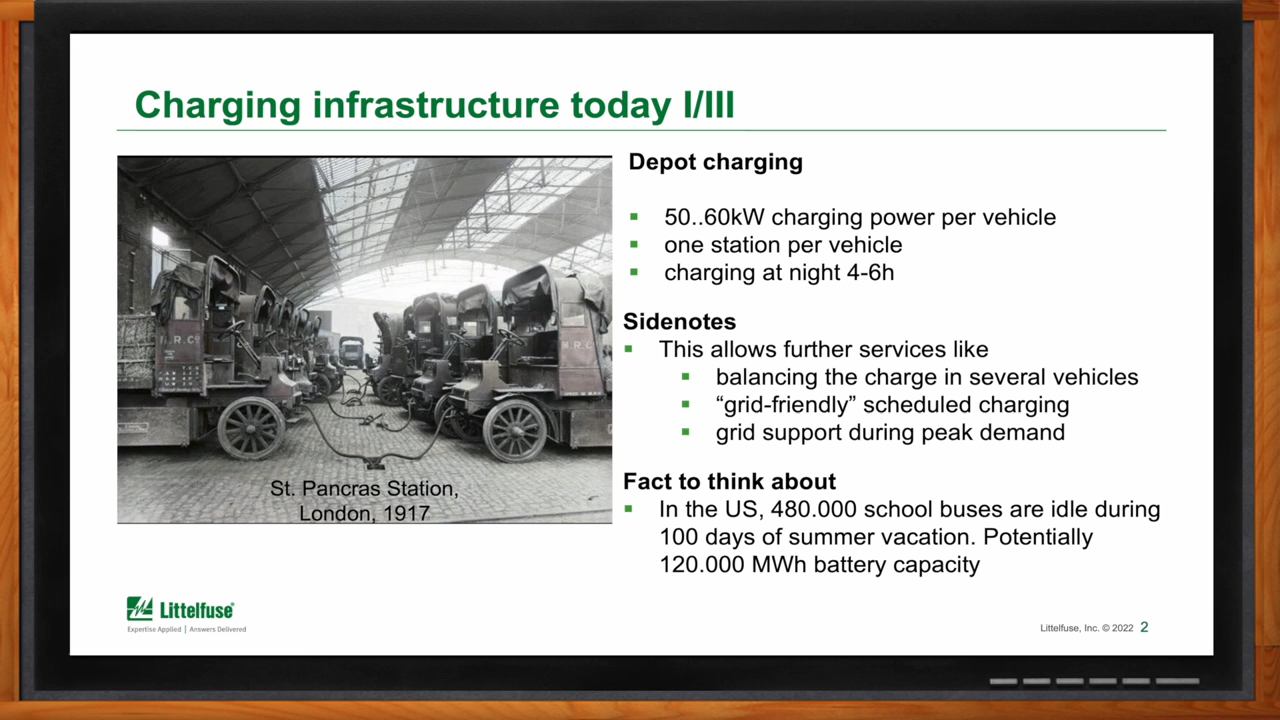 Charging infrastructure today I/III
St. Pancras Station,
London, 1917
Depot charging
50..60kW charging power per vehicle
one station per vehicle
charging at night 4-6h
Sidenotes
This allows further services like
balancing the charge in several vehicles
“grid-friendly” scheduled charging
grid support during peak demand
Fact to think about
In the US, 480.000 school buses are idle during
100 days of summer vacation. Potentially
120.000 MWh battery capacity
Littelfuse®
Expertise Applied | Answers Delivered
Littelfuse, Inc. © 2022 2